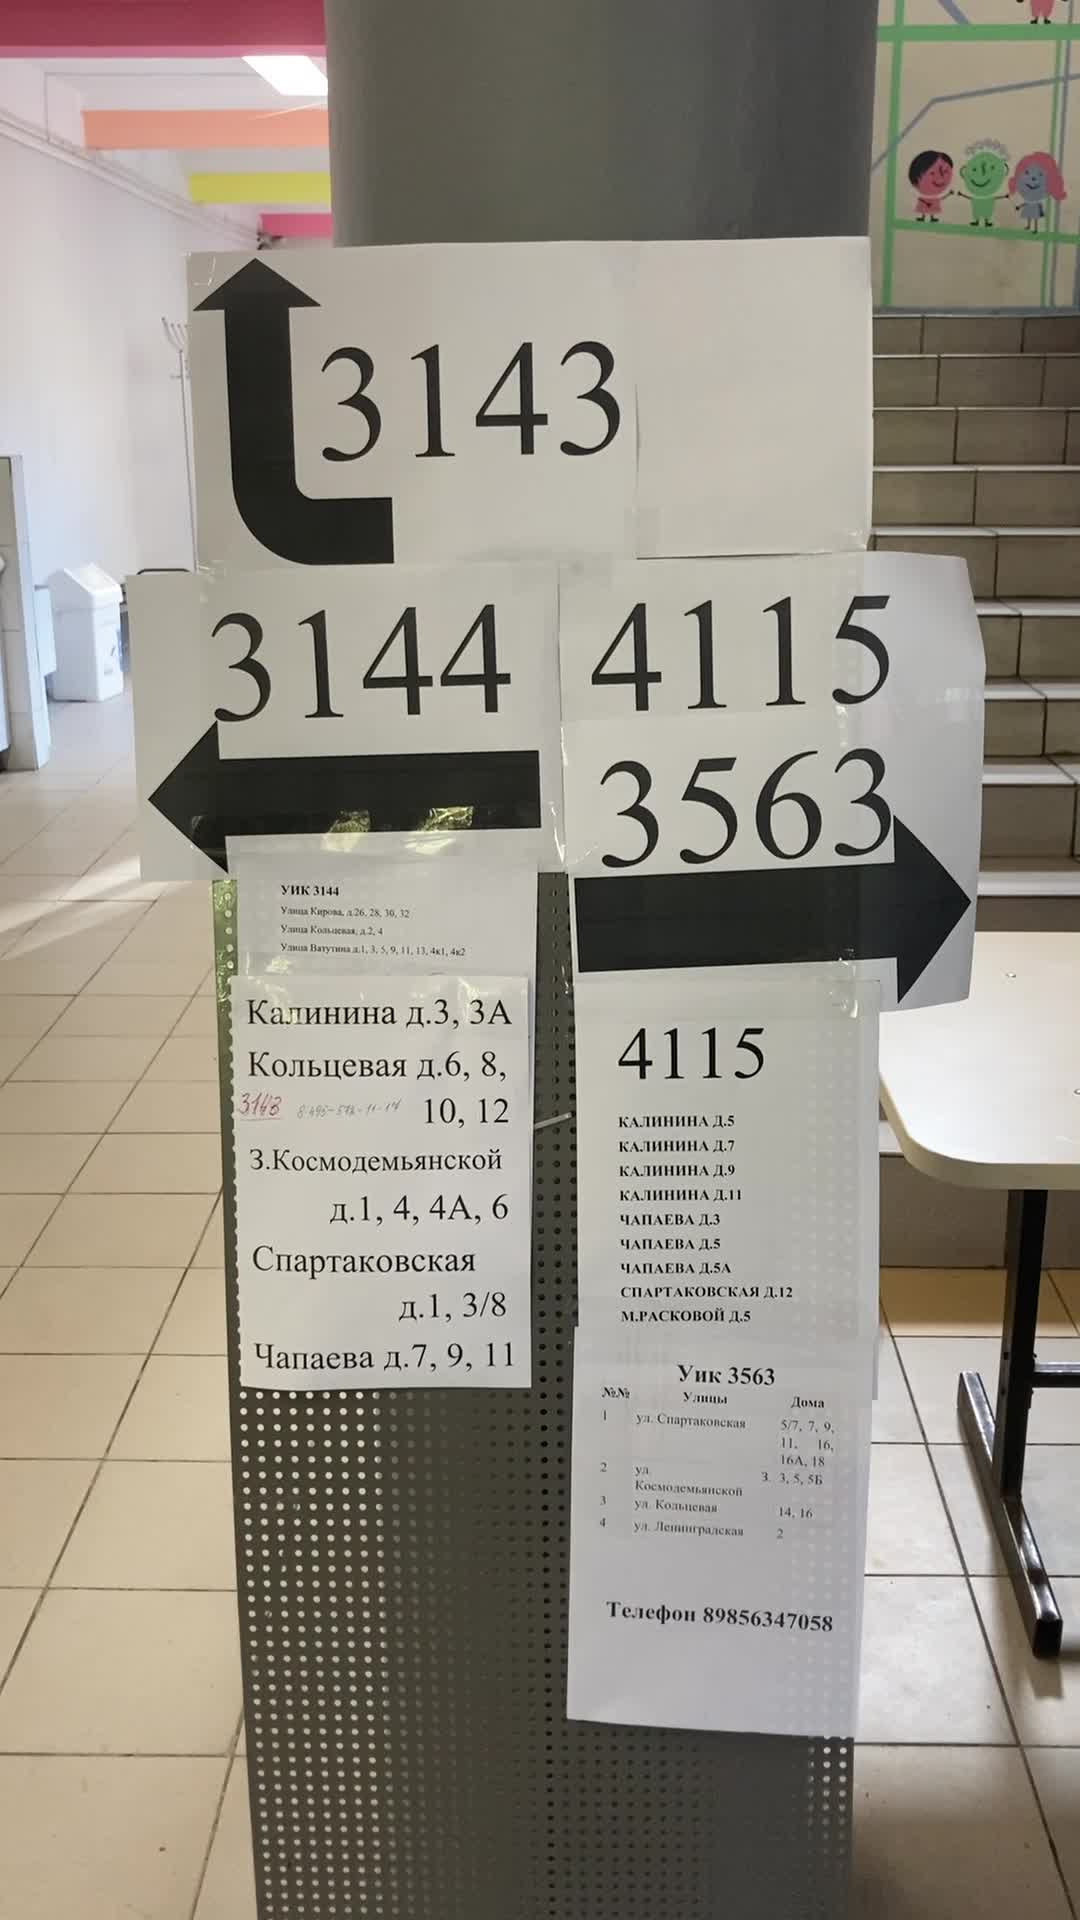 3143
3144
4115
3563
УИК 3144
Улица Кирова, д.26, 28, 30, 32
Улица Кольцевая, д.2, 4
Улица Ватутина д.1, 3, 5, 9, 11, 13, 4к1, 4к2
Калинина д.3, 3А
Кольцевая д.6, 8,
3143
10, 12
З.Космодемьянской
д.1, 4, 4А, 6
Спартаковская
д.1, 3/8
Чапаева д.7, 9, 11
4115
КАЛИНИНА Д.5
КАЛИНИНА Д.7
КАЛИНИНА Д.9
КАЛИНИНА Д.11
ЧАПАЕВА Д.3
ЧАПАЕВА Д.5
ЧАПАЕВА Д.5А
СПАРТАКОВСКАЯ Д.12
М.РАСКОВОЙ Д.5
Уик 3563
№№ Улицы Дома
1 ул. Спартаковская 5/7, 7, 9,
11, 16,
16А, 18
2 ул. З. 3, 5, 5Б
Космодемьянской
3 ул. Кольцевая 14, 16
4 ул. Ленинградская 2
Телефон 89856347058